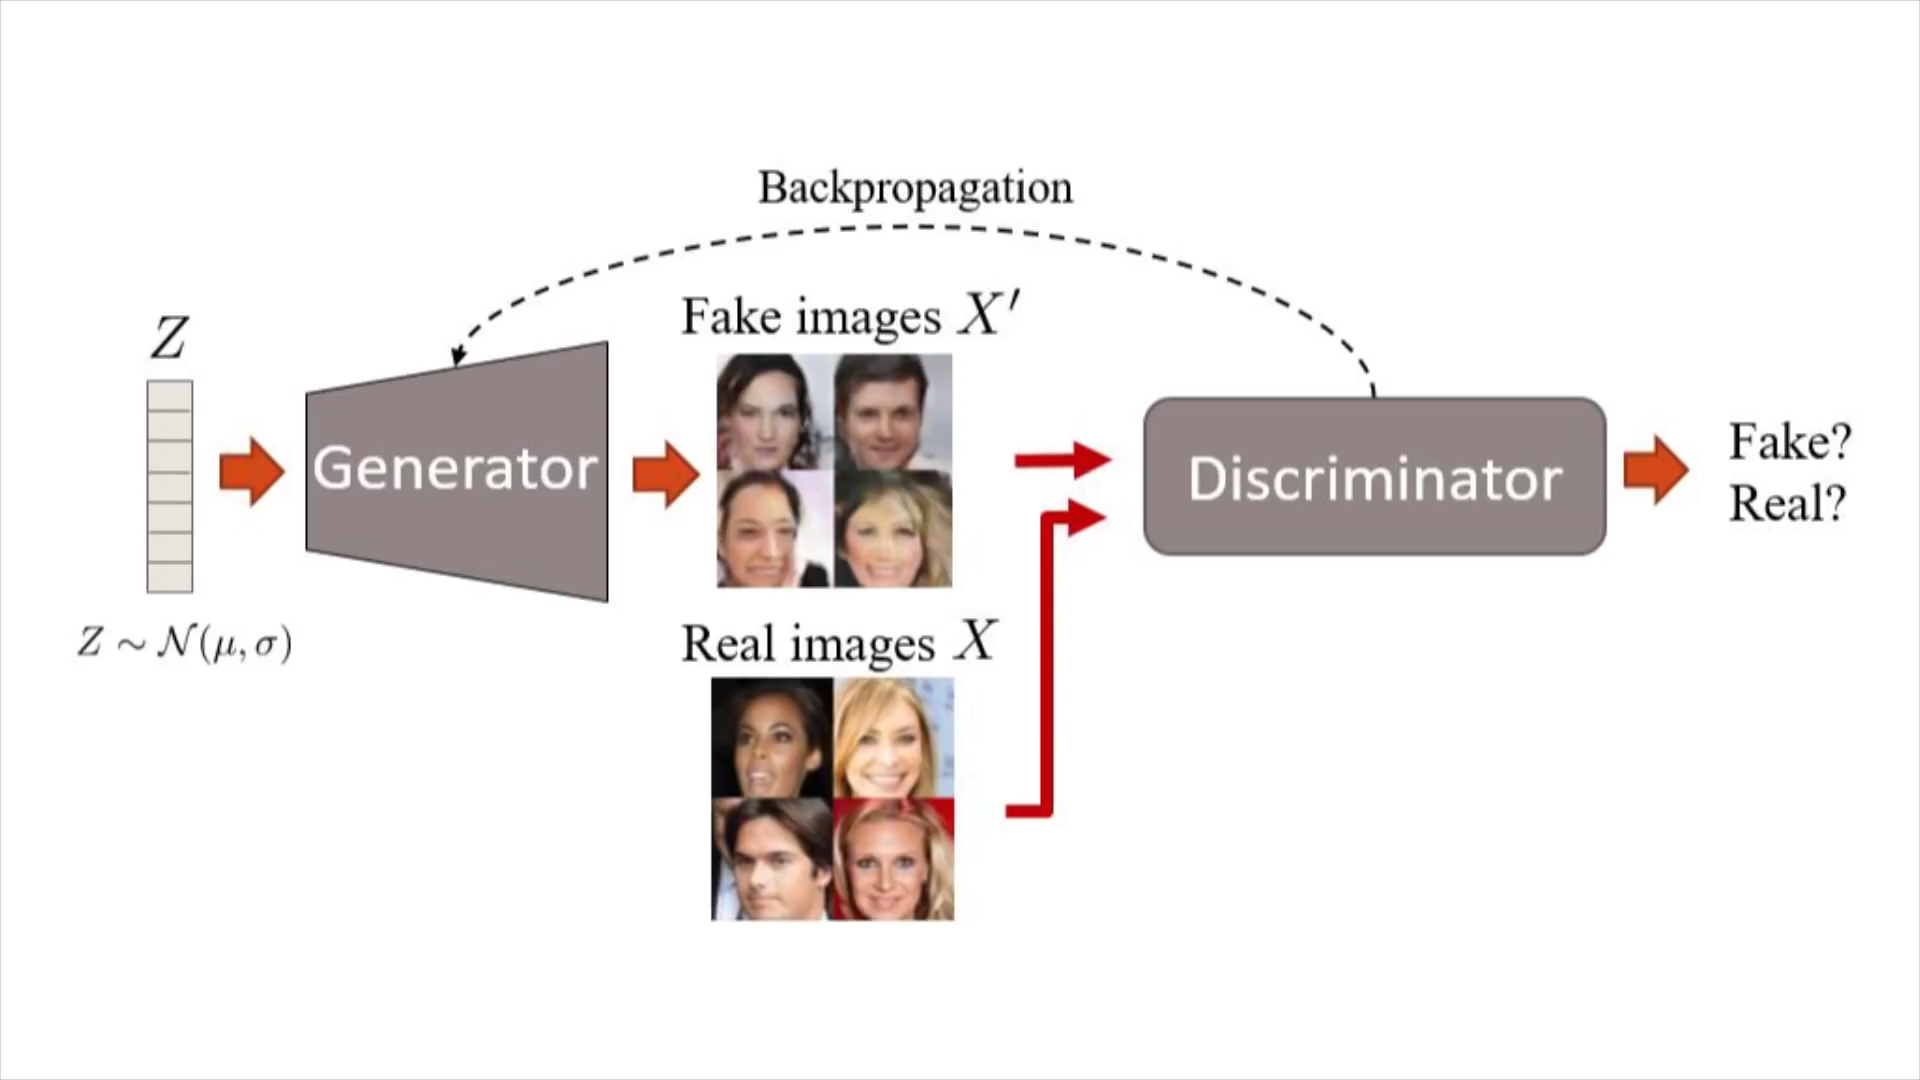 Backpropagation
Z
Fake images X′
Generator
Discriminator
Fake?
Real?
Z ∼ 𝒩(μ, σ)
Real images X